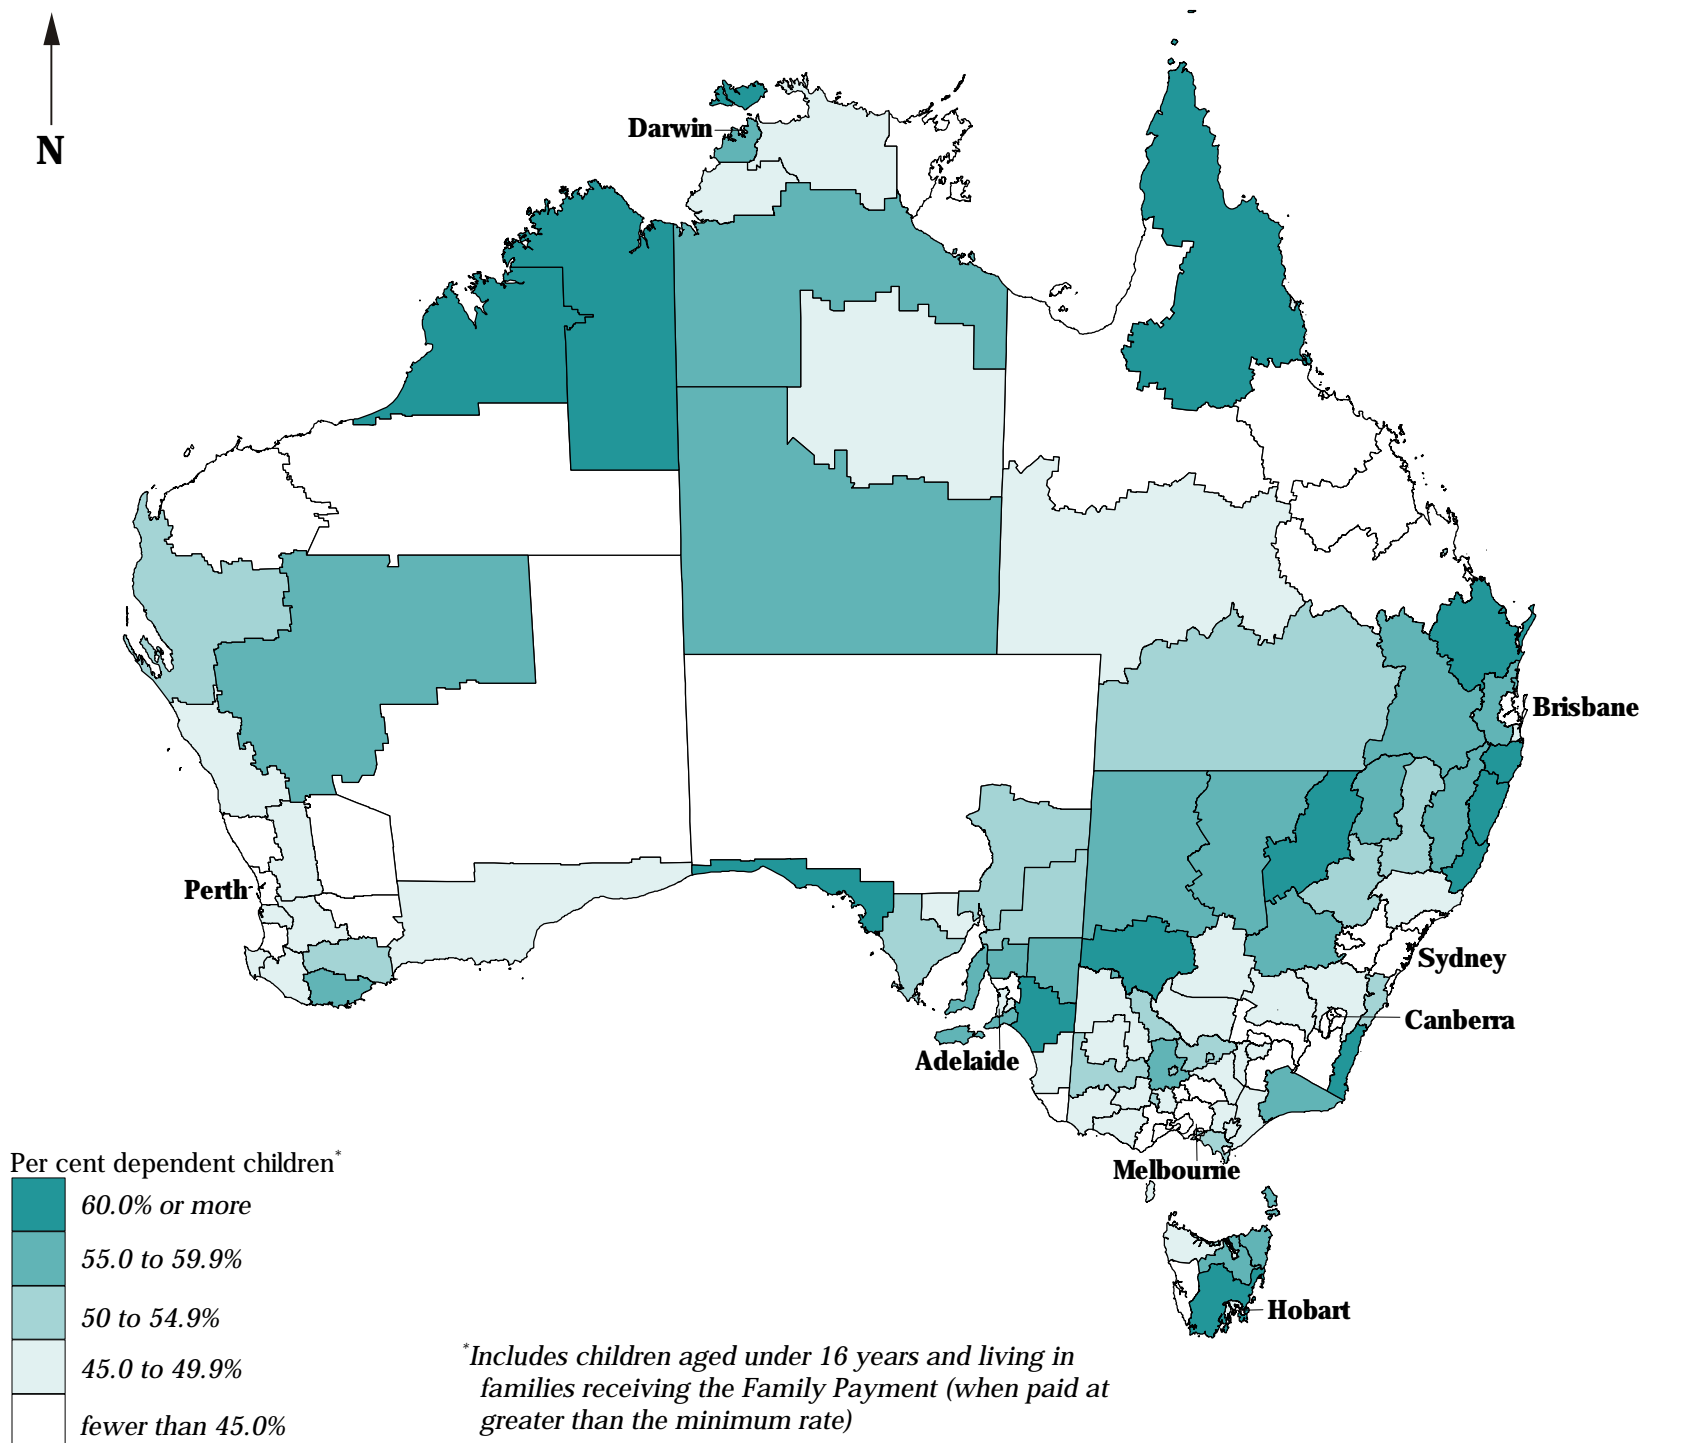 N
Darwin
Brisbane
Perth
Sydney
Canberra
Adelaide
Melbourne
Hobart
Per cent dependent children*
60.0% or more
55.0 to 59.9%
50 to 54.9%
45.0 to 49.9%
fewer than 45.0%
*Includes children aged under 16 years and living in
families receiving the Family Payment (when paid at
greater than the minimum rate)